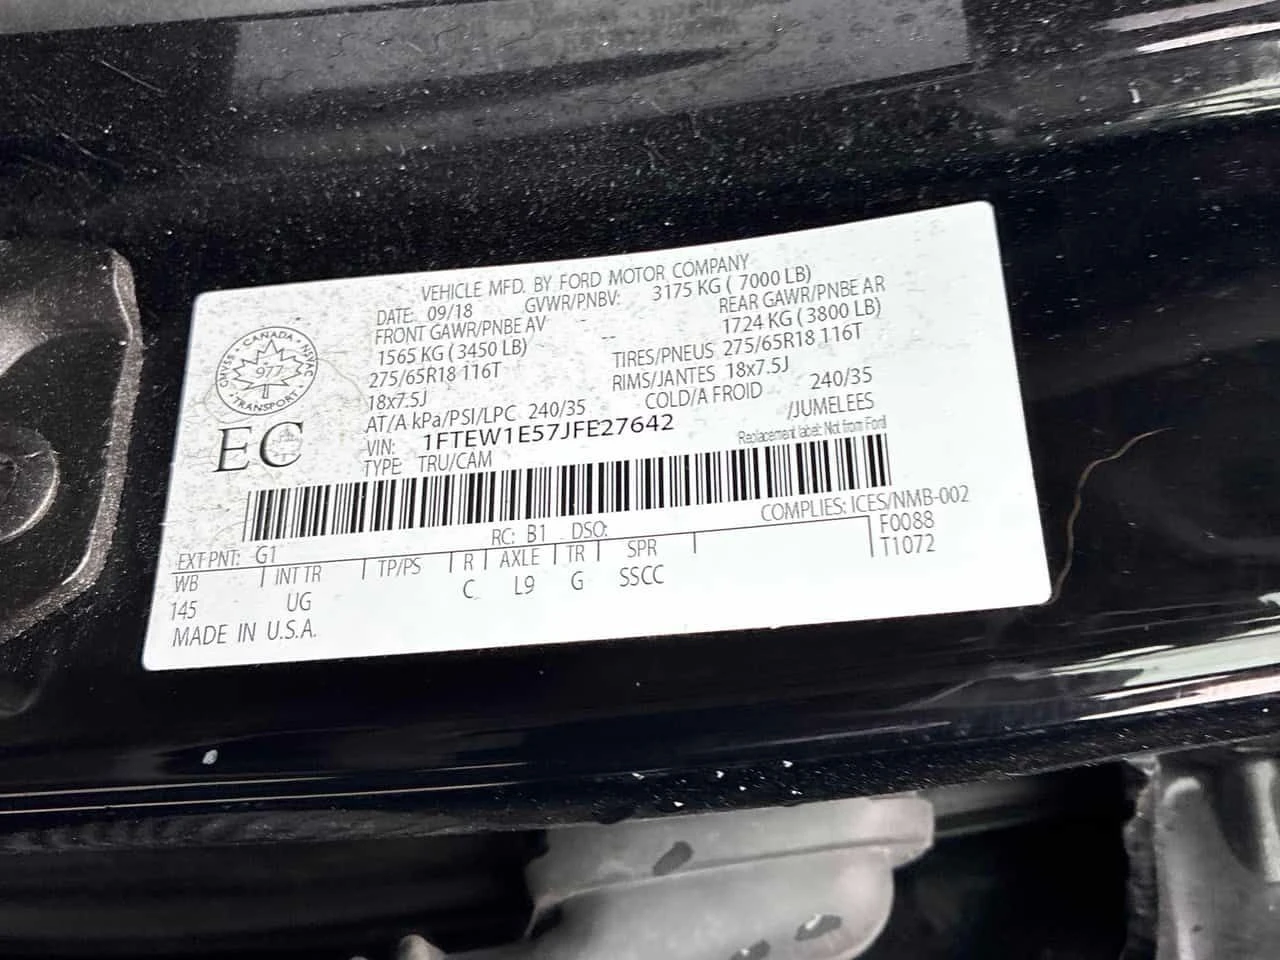 VEHICLE MFD. BY FORD MOTOR COMPANY
DATE: 09/18 GVWR/PNBV: 3175 KG ( 7000 LB)
FRONT GAWR/PNBE AV REAR GAWR/PNBE AR
1565 KG ( 3450 LB) 1724 KG ( 3800 LB)
275/65R18 116T TIRES/PNEUS 275/65R18 116T
18x7.5J RIMS/JANTES 18x7.5J
AT/A kPa/PSI/LPC 240/35 COLD/A FROID 240/35
VIN: 1FTEW1E57JFE27642 /JUMELEES
TYPE: TRU/CAM Replacement label: Not from Ford
CANADA
CMVSS NSVAC
977
TRANSPORT
EC
COMPLIES: ICES/NMB-002
EXT PNT: G1 RC: B1 DSO: F0088
WB INT TR TP/PS R AXLE TR SPR T1072
145 UG C L9 G SSCC
MADE IN U.S.A.